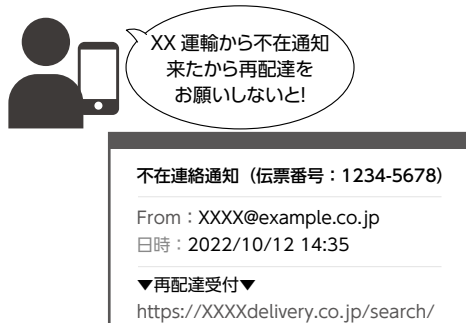 XX 運輸から不在通知
来たから再配達を
お願いしないと!
不在連絡通知（伝票番号：1234-5678）
From：XXXX@example.co.jp
日時：2022/10/12 14:35
▼再配達受付▼
https://XXXXdelivery.co.jp/search/